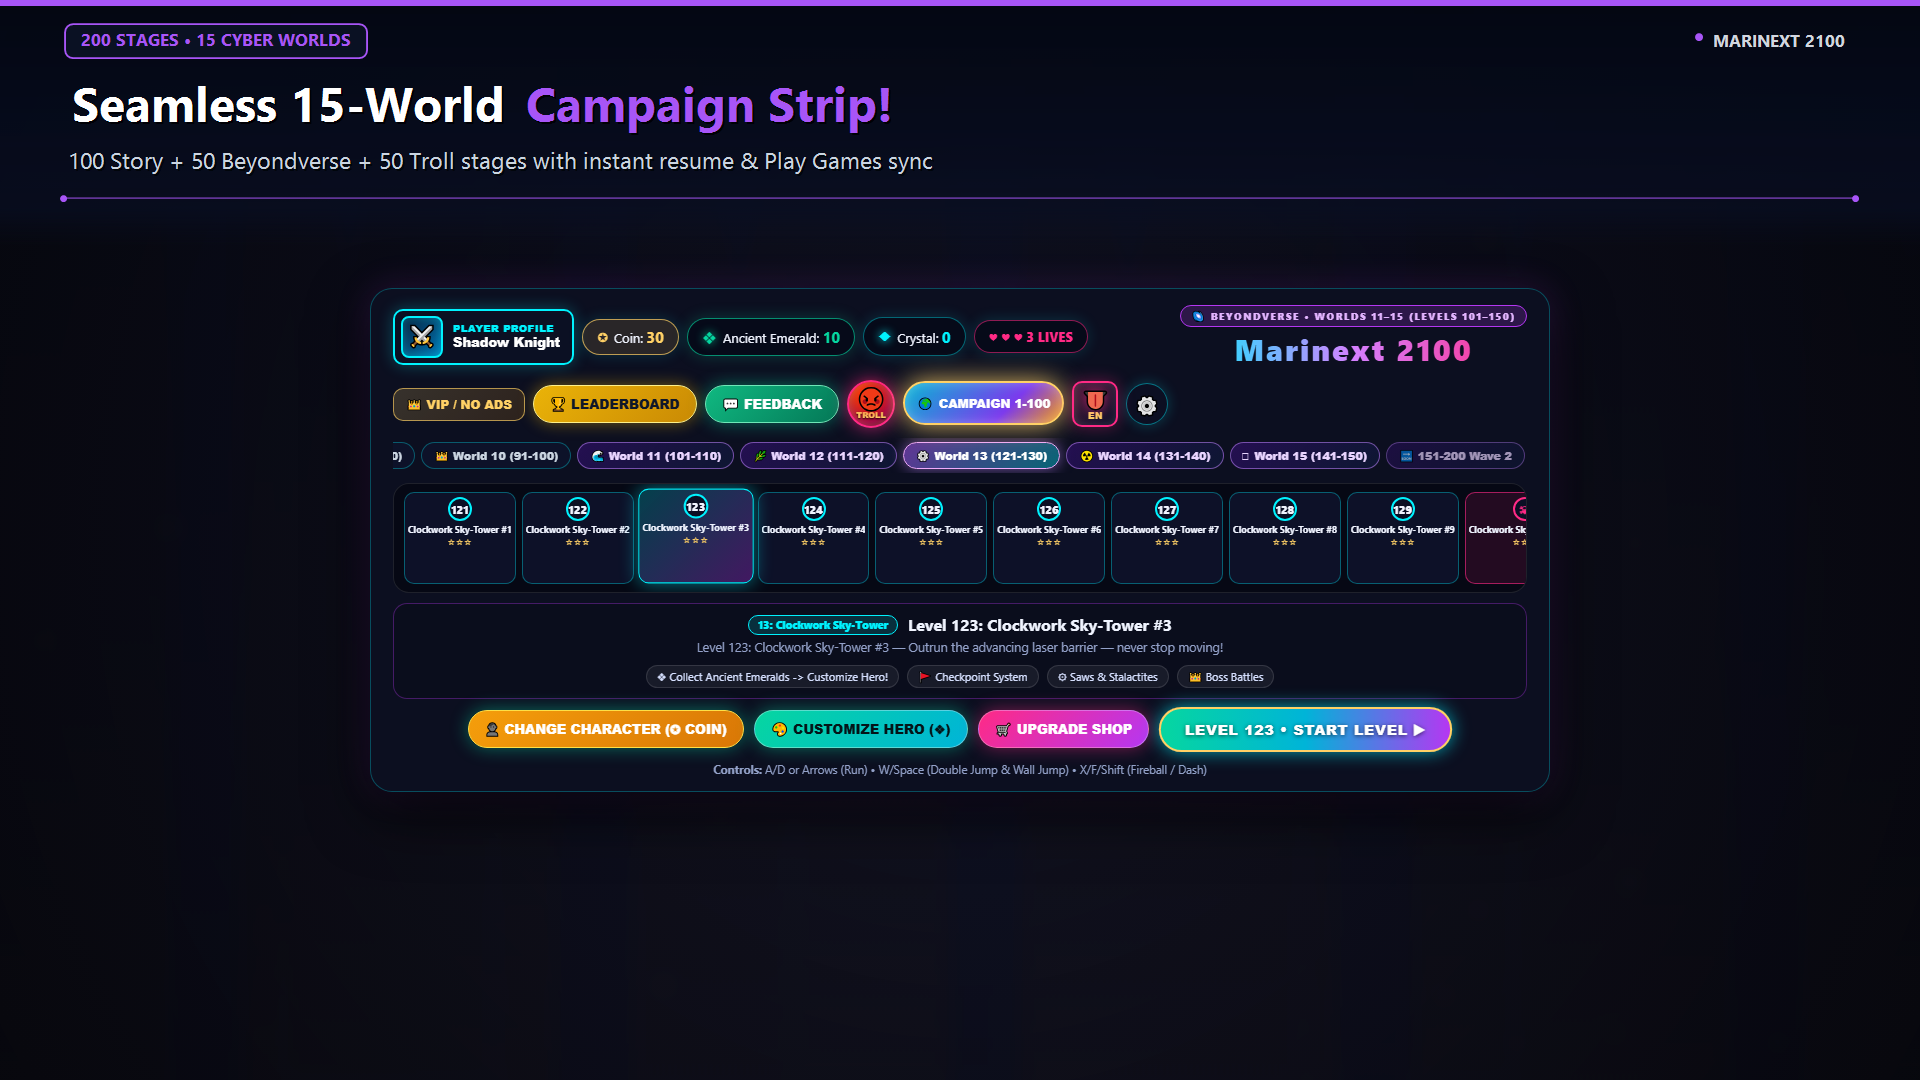 200 STAGES • 15 CYBER WORLDS
MARINEXT 2100
Seamless 15-World Campaign Strip!
100 Story + 50 Beyondverse + 50 Troll stages with instant resume & Play Games sync
PLAYER PROFILE
Shadow Knight
Coin: 30
Ancient Emerald: 10
Crystal: 0
3 LIVES
BEYONDVERSE • WORLDS 11–15 (LEVELS 101–150)
Marinext 2100
VIP / NO ADS
LEADERBOARD
FEEDBACK
TROLL
CAMPAIGN 1-100
EN
0)
World 10 (91-100)
World 11 (101-110)
World 12 (111-120)
World 13 (121-130)
World 14 (131-140)
World 15 (141-150)
151-200 Wave 2
121
Clockwork Sky-Tower #1
122
Clockwork Sky-Tower #2
123
Clockwork Sky-Tower #3
124
Clockwork Sky-Tower #4
125
Clockwork Sky-Tower #5
126
Clockwork Sky-Tower #6
127
Clockwork Sky-Tower #7
128
Clockwork Sky-Tower #8
129
Clockwork Sky-Tower #9
Clockwork Sk
13: Clockwork Sky-Tower
Level 123: Clockwork Sky-Tower #3
Level 123: Clockwork Sky-Tower #3 — Outrun the advancing laser barrier — never stop moving!
❖ Collect Ancient Emeralds -> Customize Hero!
Checkpoint System
⚙ Saws & Stalactites
Boss Battles
CHANGE CHARACTER (✪ COIN)
CUSTOMIZE HERO (❖)
UPGRADE SHOP
LEVEL 123 • START LEVEL ▶
Controls: A/D or Arrows (Run) • W/Space (Double Jump & Wall Jump) • X/F/Shift (Fireball / Dash)